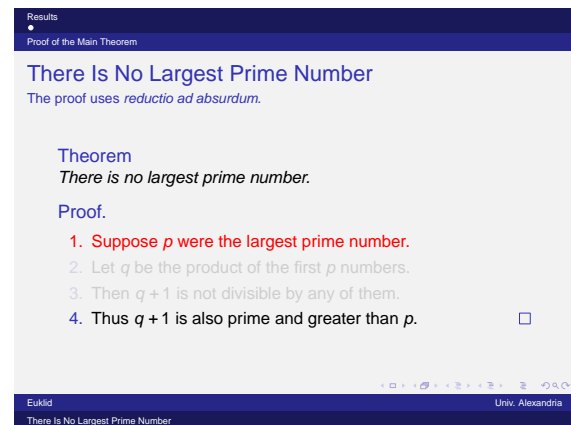 Results
Proof of the Main Theorem
There Is No Largest Prime Number
The proof uses reductio ad absurdum.
Theorem
There is no largest prime number.
Proof.
1. Suppose p were the largest prime number.
2. Let q be the product of the first p numbers.
3. Then q + 1 is not divisible by any of them.
4. Thus q + 1 is also prime and greater than p.
Euklid Univ. Alexandria
There Is No Largest Prime Number